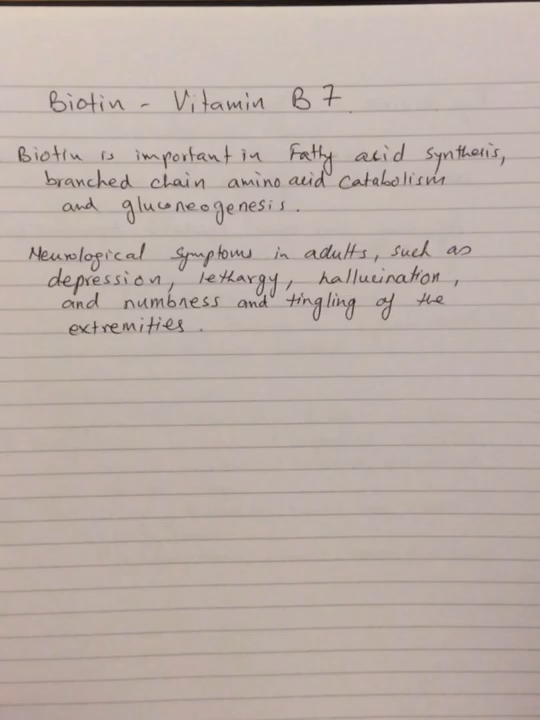 Biotin - Vitamin B7
Biotin is important in Fatty acid synthesis,
branched chain amino acid catabolism
and gluconeogenesis.
Neurological symptoms in adults, such as
depression, lethargy, hallucination,
and numbness and tingling of the
extremities.